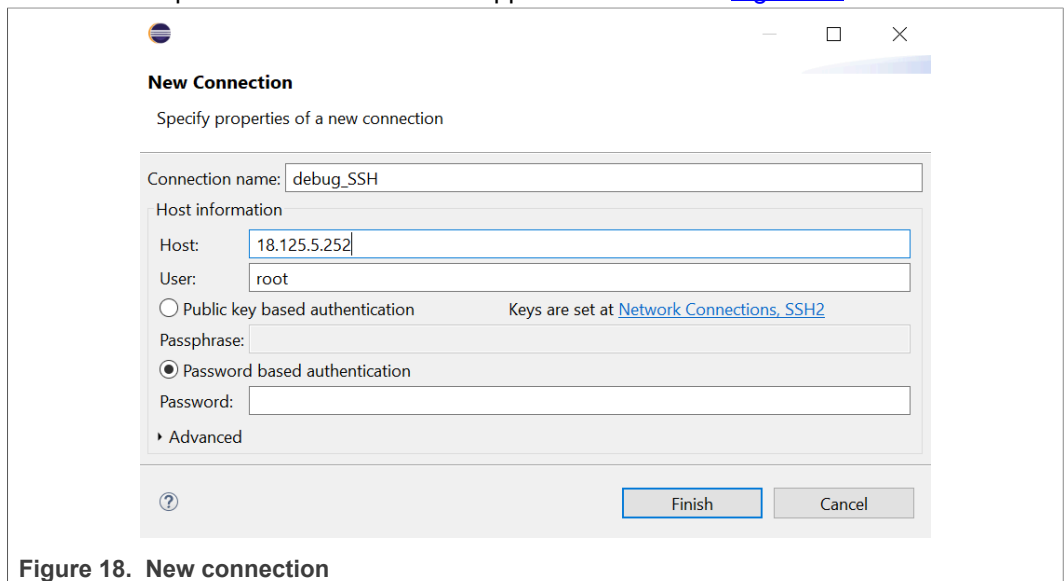 New Connection
Specify properties of a new connection
Connection name: debug_SSH
Host information
Host: 18.125.5.252
User: root
Public key based authentication Keys are set at Network Connections, SSH2
Passphrase:
Password based authentication
Password:
Advanced
Finish Cancel
Figure 18. New connection